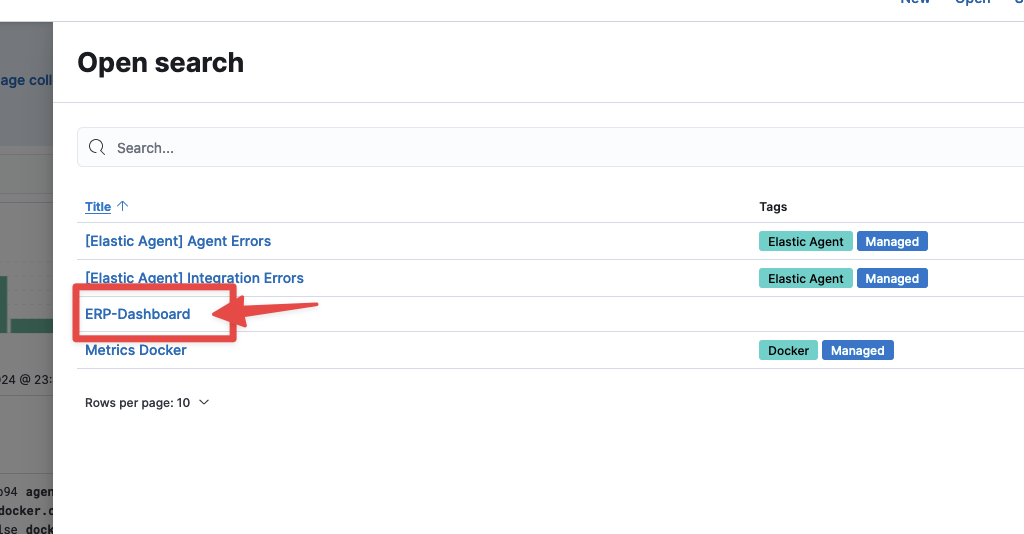 New Open
age coll
Open search
Search...
Title Tags
[Elastic Agent] Agent Errors Elastic Agent Managed
[Elastic Agent] Integration Errors Elastic Agent Managed
ERP-Dashboard
Metrics Docker Docker Managed
024 @ 23:
Rows per page: 10
b94 agen
docker.c
lse dock